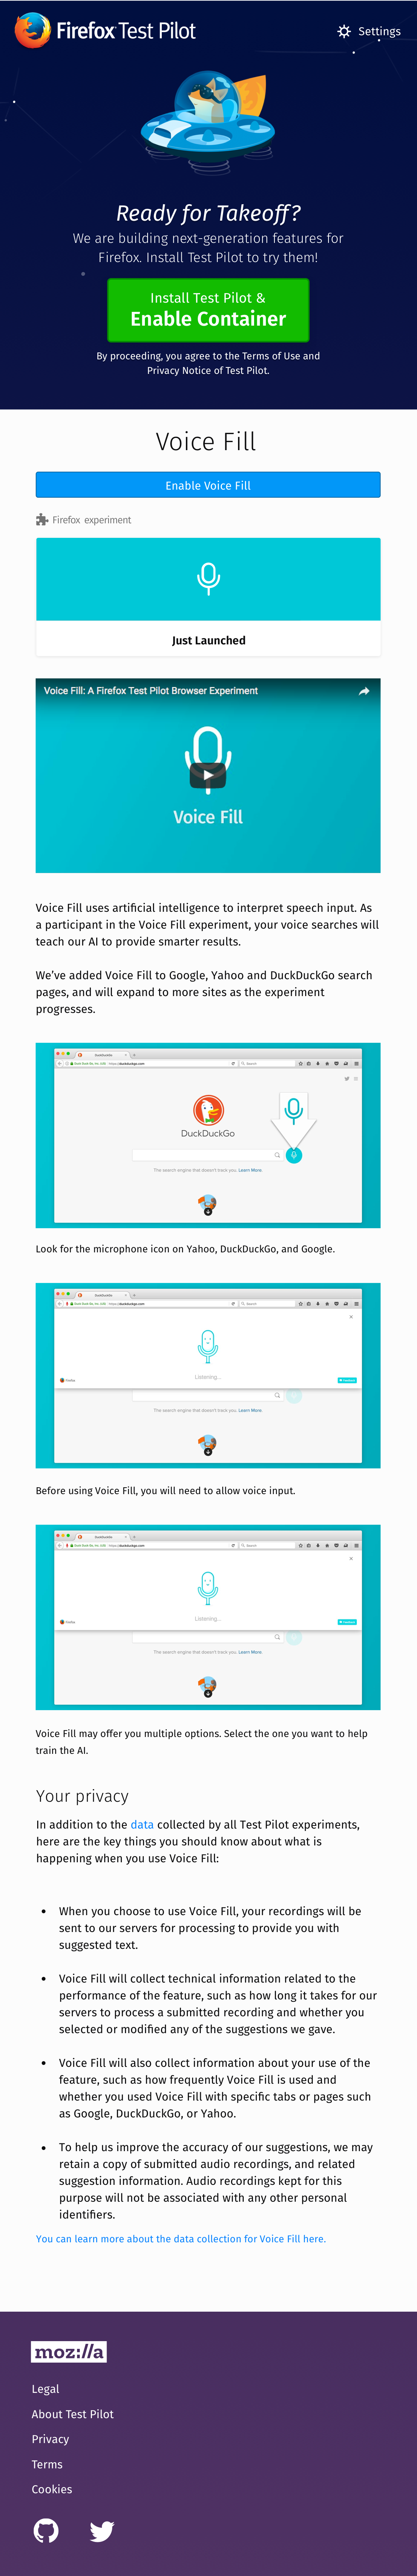 Firefox Test Pilot
Settings
Ready for Takeoff?
We are building next-generation features for
Firefox. Install Test Pilot to try them!
Install Test Pilot &
Enable Container
By proceeding, you agree to the Terms of Use and
Privacy Notice of Test Pilot.
Voice Fill
Enable Voice Fill
Firefox experiment
Just Launched
Voice Fill: A Firefox Test Pilot Browser Experiment
Voice Fill
Voice Fill uses artificial intelligence to interpret speech input. As
a participant in the Voice Fill experiment, your voice searches will
teach our AI to provide smarter results.
We've added Voice Fill to Google, Yahoo and DuckDuckGo search
pages, and will expand to more sites as the experiment
progresses.
DuckDuckGo
Search
DuckDuckGo
The search engine that doesn't track you. Learn More.
Look for the microphone icon on Yahoo, DuckDuckGo, and Google.
DuckDuckGo
Search
Listening...
Firefox
The search engine that doesn't track you. Learn More.
Before using Voice Fill, you will need to allow voice input.
DuckDuckGo
Search
Listening...
Firefox
The search engine that doesn't track you. Learn More.
Voice Fill may offer you multiple options. Select the one you want to help
train the AI.
Your privacy
In addition to the data collected by all Test Pilot experiments,
here are the key things you should know about what is
happening when you use Voice Fill:
• When you choose to use Voice Fill, your recordings will be
sent to our servers for processing to provide you with
suggested text.
• Voice Fill will collect technical information related to the
performance of the feature, such as how long it takes for our
servers to process a submitted recording and whether you
selected or modified any of the suggestions we gave.
• Voice Fill will also collect information about your use of the
feature, such as how frequently Voice Fill is used and
whether you used Voice Fill with specific tabs or pages such
as Google, DuckDuckGo, or Yahoo.
• To help us improve the accuracy of our suggestions, we may
retain a copy of submitted audio recordings, and related
suggestion information. Audio recordings kept for this
purpose will not be associated with any other personal
identifiers.
You can learn more about the data collection for Voice Fill here.
moz://a
Legal
About Test Pilot
Privacy
Terms
Cookies